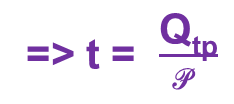 => t = Qtp / 𝒫